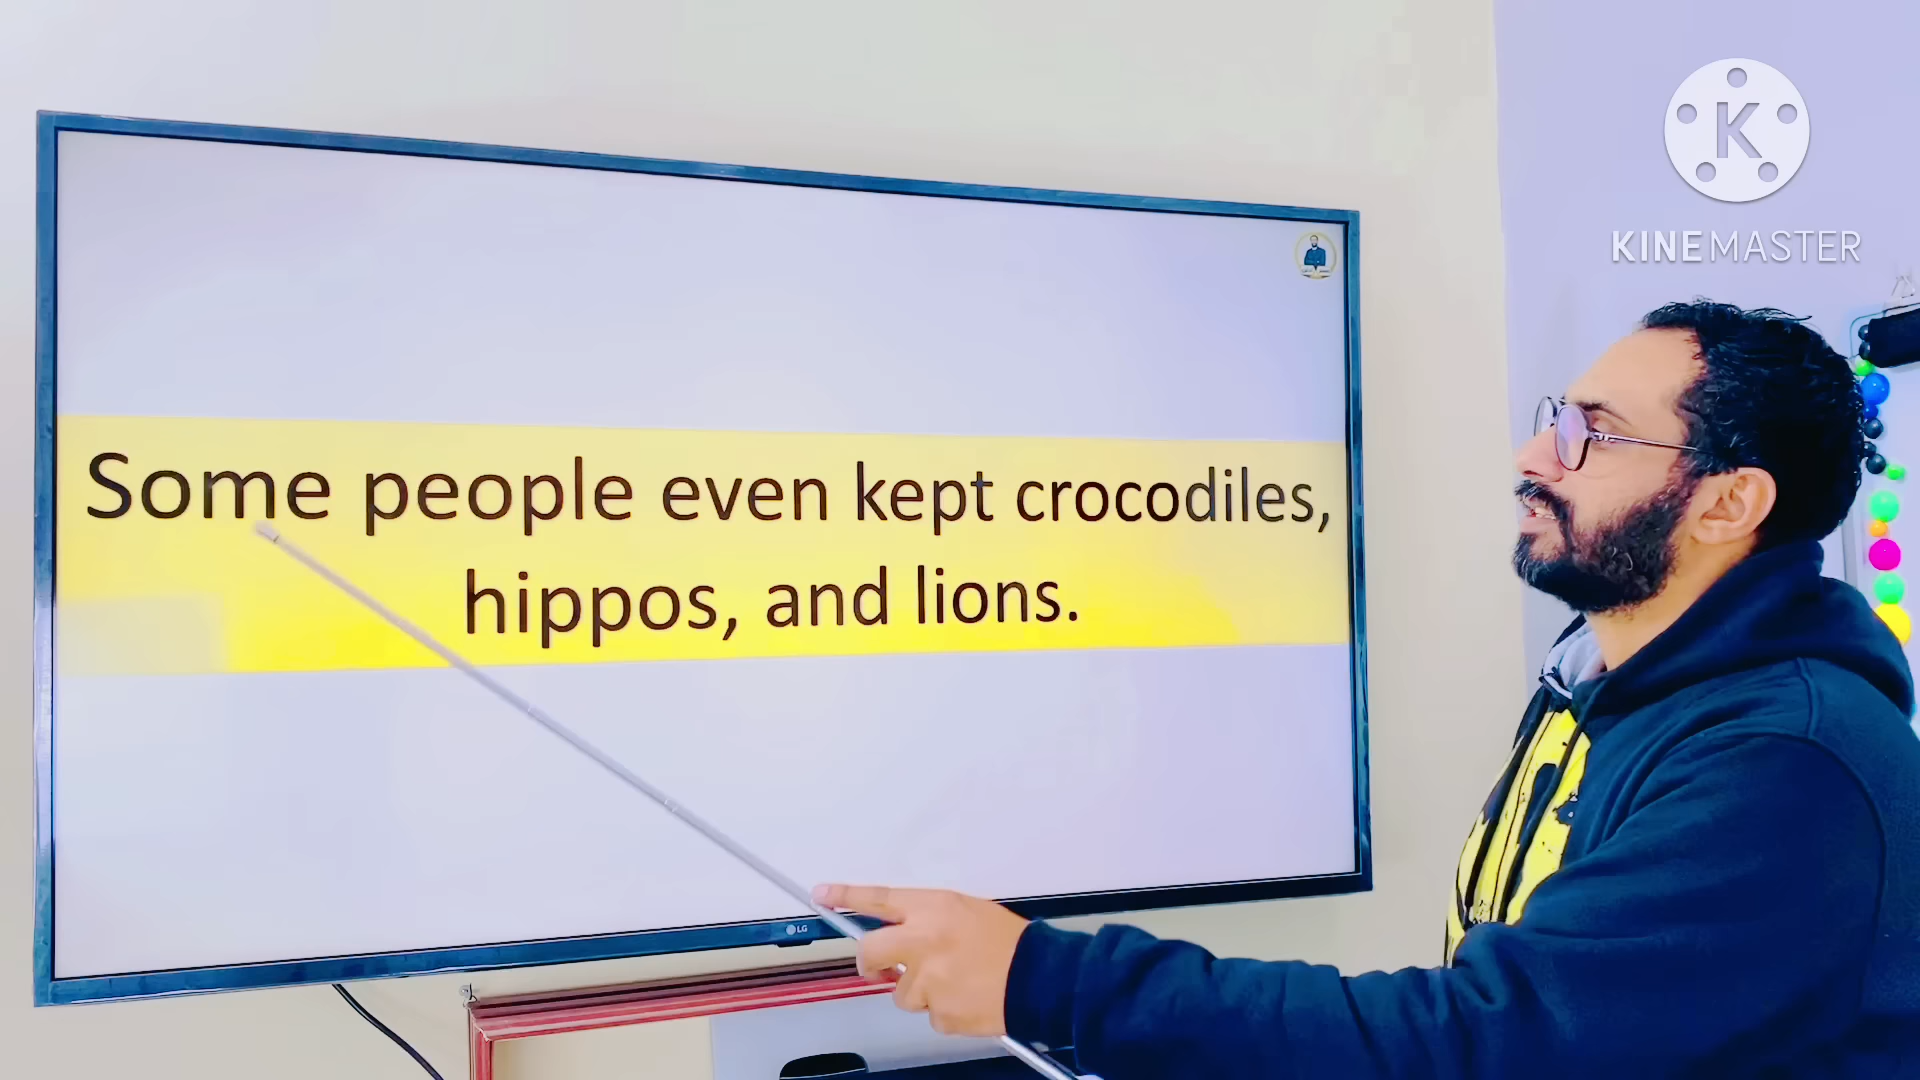 K
KINEMASTER
Some people even kept crocodiles,
hippos, and lions.
LG